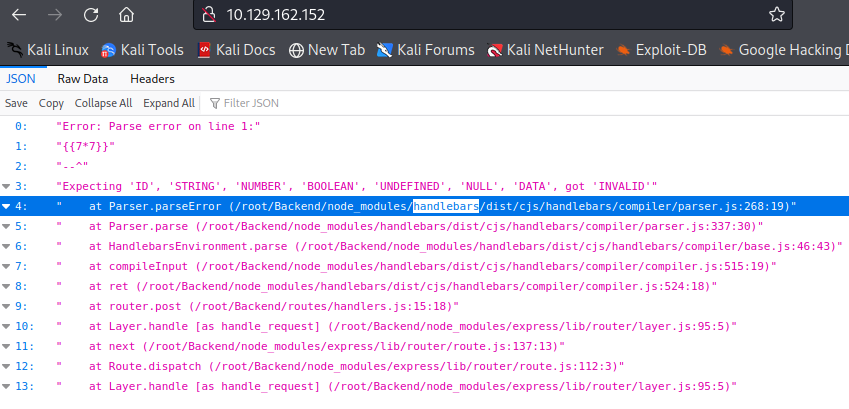 10.129.162.152
Kali Linux Kali Tools Kali Docs New Tab Kali Forums Kali NetHunter Exploit-DB Google Hacking
JSON Raw Data Headers
Save Copy Collapse All Expand All Filter JSON
0: "Error: Parse error on line 1:"
1: "{{7*7}}"
2: "--^"
3: "Expecting 'ID', 'STRING', 'NUMBER', 'BOOLEAN', 'UNDEFINED', 'NULL', 'DATA', got 'INVALID'"
4: " at Parser.parseError (/root/Backend/node_modules/handlebars/dist/cjs/handlebars/compiler/parser.js:268:19)"
5: " at Parser.parse (/root/Backend/node_modules/handlebars/dist/cjs/handlebars/compiler/parser.js:337:30)"
6: " at HandlebarsEnvironment.parse (/root/Backend/node_modules/handlebars/dist/cjs/handlebars/compiler/base.js:46:43)"
7: " at compileInput (/root/Backend/node_modules/handlebars/dist/cjs/handlebars/compiler/compiler.js:515:19)"
8: " at ret (/root/Backend/node_modules/handlebars/dist/cjs/handlebars/compiler/compiler.js:524:18)"
9: " at router.post (/root/Backend/routes/handlers.js:15:18)"
10: " at Layer.handle [as handle_request] (/root/Backend/node_modules/express/lib/router/layer.js:95:5)"
11: " at next (/root/Backend/node_modules/express/lib/router/route.js:137:13)"
12: " at Route.dispatch (/root/Backend/node_modules/express/lib/router/route.js:112:3)"
13: " at Layer.handle [as handle_request] (/root/Backend/node_modules/express/lib/router/layer.js:95:5)"